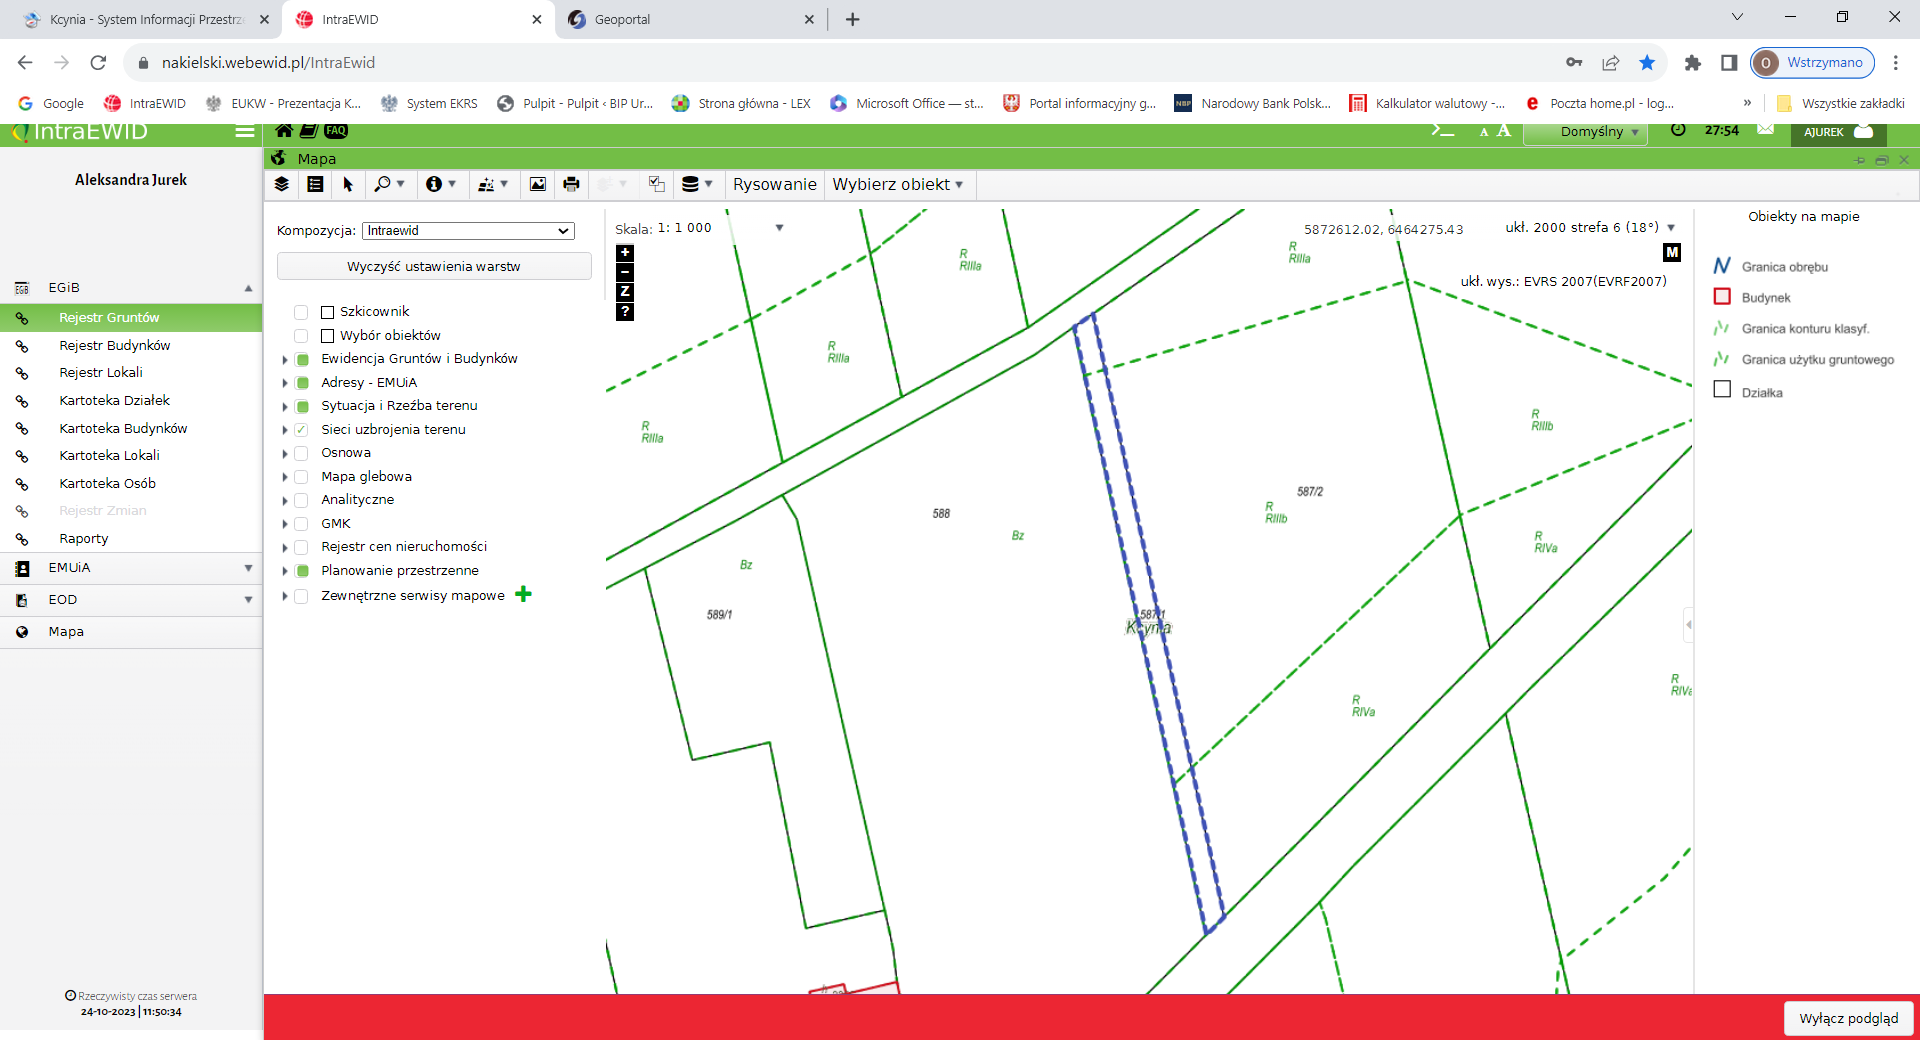 Kcynia - System Informacji Przestrze
IntraEWID
Geoportal
nakielski.webewid.pl/IntraEwid
O
Wstrzymano
Google
IntraEWID
EUKW - Prezentacja K...
System EKRS
Pulpit - Pulpit ‹ BIP Ur...
Strona główna - LEX
Microsoft Office — st...
Portal informacyjny g...
NBP
Narodowy Bank Polsk...
Kalkulator walutowy -...
Poczta home.pl - log...
»
Wszystkie zakładki
IntraEWID
FAQ
A A
Domyślny
27:54
AJUREK
Mapa
Aleksandra Jurek
Rysowanie
Wybierz obiekt
EGiB
Rejestr Gruntów
Rejestr Budynków
Rejestr Lokali
Kartoteka Działek
Kartoteka Budynków
Kartoteka Lokali
Kartoteka Osób
Rejestr Zmian
Raporty
EMUiA
EOD
Mapa
Rzeczywisty czas serwera
24-10-2023 | 11:50:34
Kompozycja:
Intraewid
Wyczyść ustawienia warstw
Szkicownik
Wybór obiektów
Ewidencja Gruntów i Budynków
Adresy - EMUiA
Sytuacja i Rzeźba terenu
Sieci uzbrojenia terenu
Osnowa
Mapa glebowa
Analityczne
GMK
Rejestr cen nieruchomości
Planowanie przestrzenne
Zewnętrzne serwisy mapowe
Skala: 1: 1 000
+
−
Z
?
5872612.02, 6464275.43
ukł. 2000 strefa 6 (18°)
M
ukł. wys.: EVRS 2007(EVRF2007)
R
RIIIa
R
RIIIa
R
RIIIa
R
RIIIa
R
RIIIb
587/2
R
RIIIb
588
Bz
R
RIVa
Bz
589/1
587/1
Kcynia
R
RIVa
R
RIVa
Obiekty na mapie
Granica obrębu
Budynek
Granica konturu klasyf.
Granica użytku gruntowego
Działka
Wyłącz podgląd